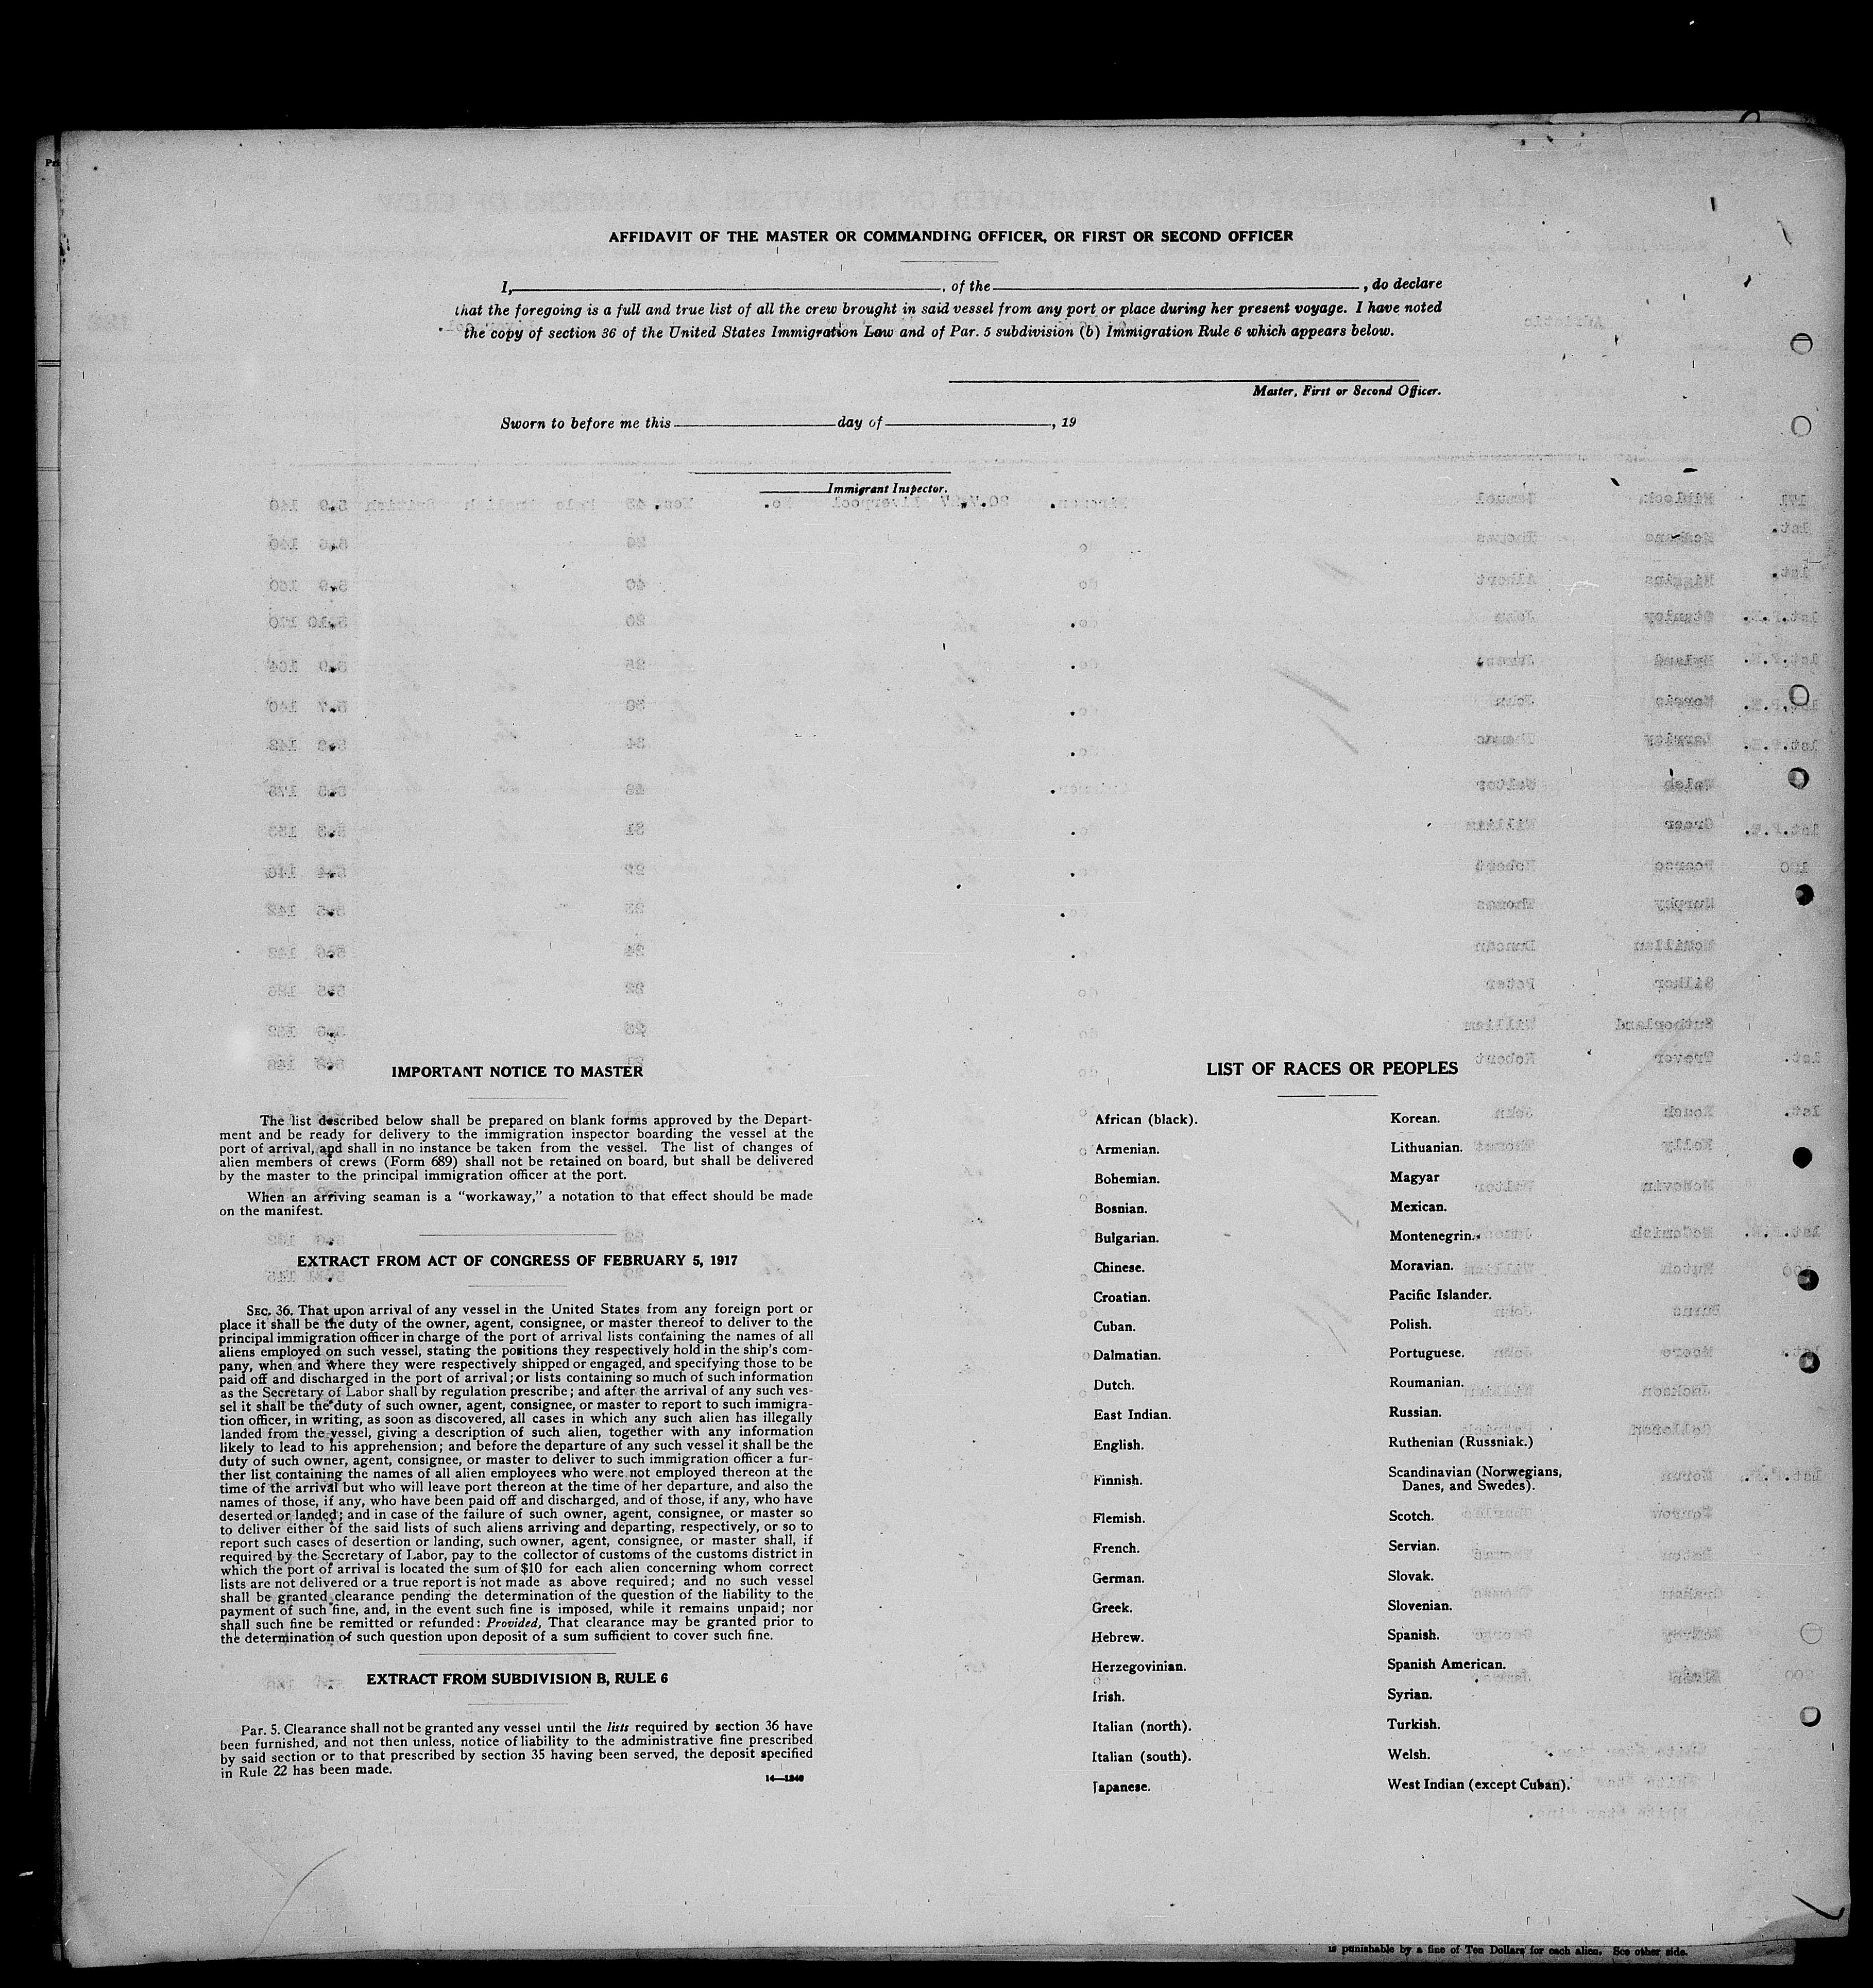 AFFIDAVIT OF THE MASTER OR COMMANDING OFFICER, OR FIRST OR SECOND OFFICER
I, , of the , do declare
that the foregoing is a full and true list of all the crew brought in said vessel from any port or place during her present voyage. I have noted
the copy of section 36 of the United States Immigration Law and of Par. 5 subdivision (b) Immigration Rule 6 which appears below.
Master, First or Second Officer.
Sworn to before me this day of , 19
Immigrant Inspector.
IMPORTANT NOTICE TO MASTER
The list described below shall be prepared on blank forms approved by the Depart-
ment and be ready for delivery to the immigration inspector boarding the vessel at the
port of arrival, and shall in no instance be taken from the vessel. The list of changes of
alien members of crews (Form 689) shall not be retained on board, but shall be delivered
by the master to the principal immigration officer at the port.
When an arriving seaman is a "workaway," a notation to that effect should be made
on the manifest.
EXTRACT FROM ACT OF CONGRESS OF FEBRUARY 5, 1917
SEC. 36. That upon arrival of any vessel in the United States from any foreign port or
place it shall be the duty of the owner, agent, consignee, or master thereof to deliver to the
principal immigration officer in charge of the port of arrival lists containing the names of all
aliens employed on such vessel, stating the positions they respectively hold in the ship's com-
pany, when and where they were respectively shipped or engaged, and specifying those to be
paid off and discharged in the port of arrival; or lists containing so much of such information
as the Secretary of Labor shall by regulation prescribe; and after the arrival of any such ves-
sel it shall be the duty of such owner, agent, consignee, or master to report to such immigra-
tion officer, in writing, as soon as discovered, all cases in which any such alien has illegally
landed from the vessel, giving a description of such alien, together with any information
likely to lead to his apprehension; and before the departure of any such vessel it shall be the
duty of such owner, agent, consignee, or master to deliver to such immigration officer a fur-
ther list containing the names of all alien employees who were not employed thereon at the
time of the arrival but who will leave port thereon at the time of her departure, and also the
names of those, if any, who have been paid off and discharged, and of those, if any, who have
deserted or landed; and in case of the failure of such owner, agent, consignee, or master so
to deliver either of the said lists of such aliens arriving and departing, respectively, or so to
report such cases of desertion or landing, such owner, agent, consignee, or master shall, if
required by the Secretary of Labor, pay to the collector of customs of the customs district in
which the port of arrival is located the sum of $10 for each alien concerning whom correct
lists are not delivered or a true report is not made as above required; and no such vessel
shall be granted clearance pending the determination of the question of the liability to the
payment of such fine, and, in the event such fine is imposed, while it remains unpaid; nor
shall such fine be remitted or refunded: Provided, That clearance may be granted prior to
the determination of such question upon deposit of a sum sufficient to cover such fine.
EXTRACT FROM SUBDIVISION B, RULE 6
Par. 5. Clearance shall not be granted any vessel until the lists required by section 36 have
been furnished, and not then unless, notice of liability to the administrative fine prescribed
by said section or to that prescribed by section 35 having been served, the deposit specified
in Rule 22 has been made.
14—1240
LIST OF RACES OR PEOPLES
African (black).
Armenian.
Bohemian.
Bosnian.
Bulgarian.
Chinese.
Croatian.
Cuban.
Dalmatian.
Dutch.
East Indian.
English.
Finnish.
Flemish.
French.
German.
Greek.
Hebrew.
Herzegovinian.
Irish.
Italian (north).
Italian (south).
Japanese.
Korean.
Lithuanian.
Magyar
Mexican.
Montenegrin.
Moravian.
Pacific Islander.
Polish.
Portuguese.
Roumanian.
Russian.
Ruthenian (Russniak.)
Scandinavian (Norwegians,
Danes, and Swedes).
Scotch.
Servian.
Slovak.
Slovenian.
Spanish.
Spanish American.
Syrian.
Turkish.
Welsh.
West Indian (except Cuban).
is punishable by a fine of Ten Dollars for each alien. See other side.